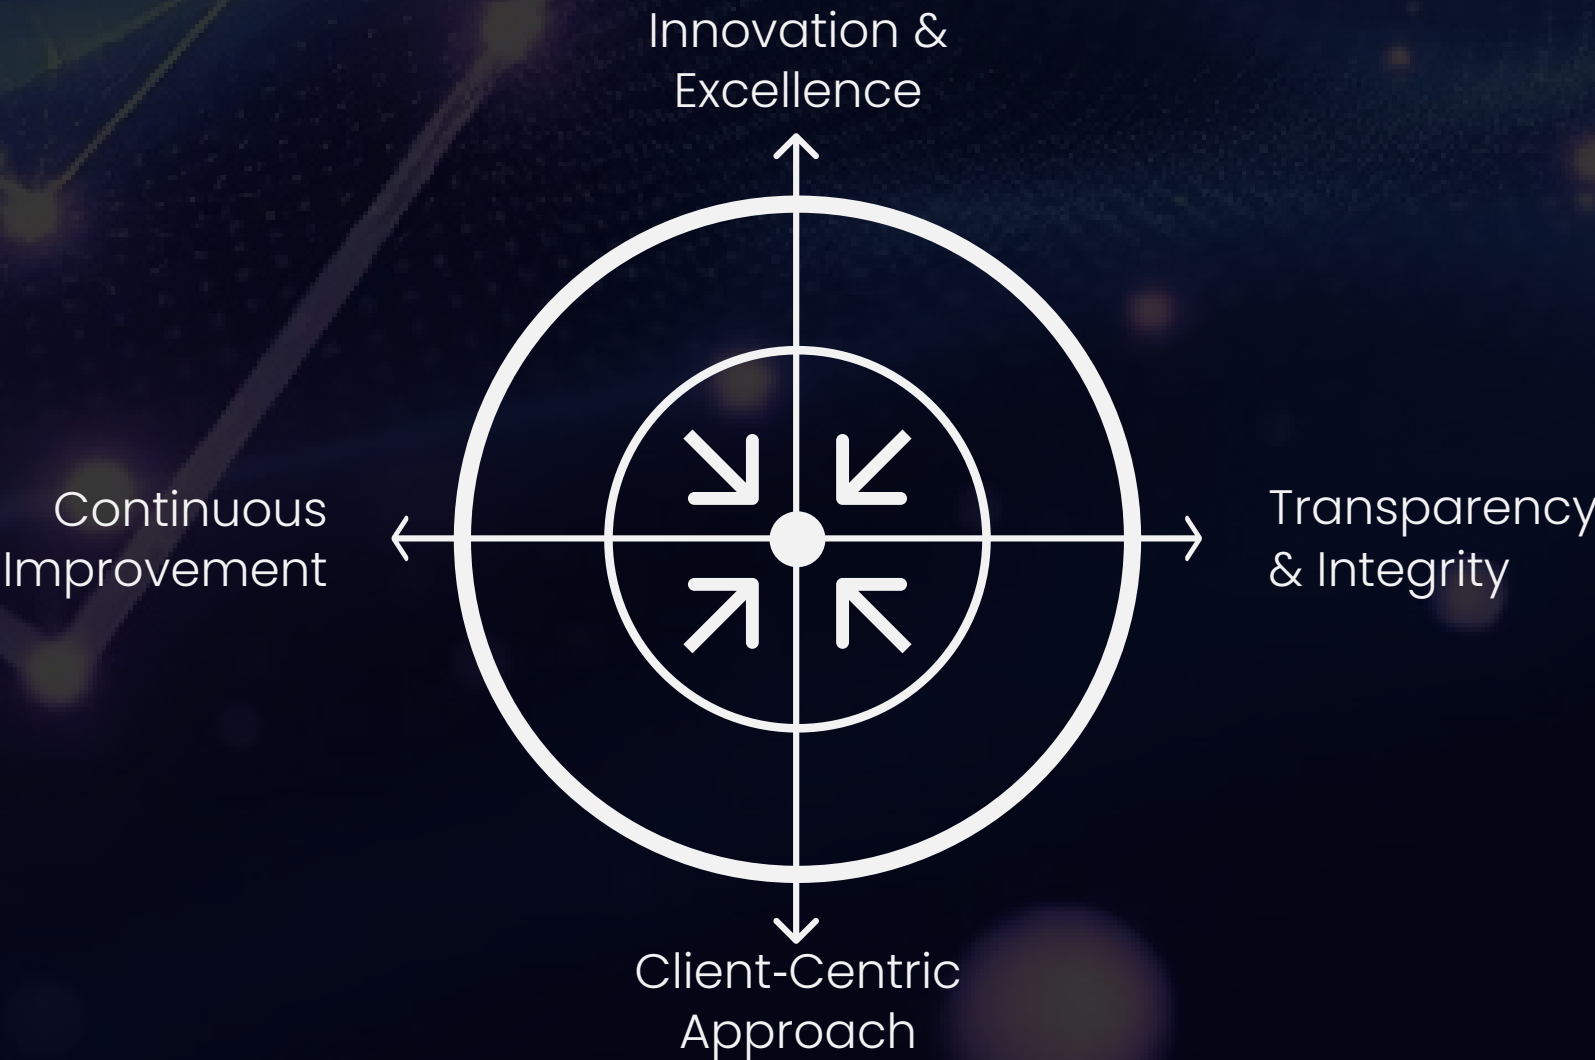 Innovation &
Excellence
Continuous
Improvement
Transparency
& Integrity
Client-Centric
Approach